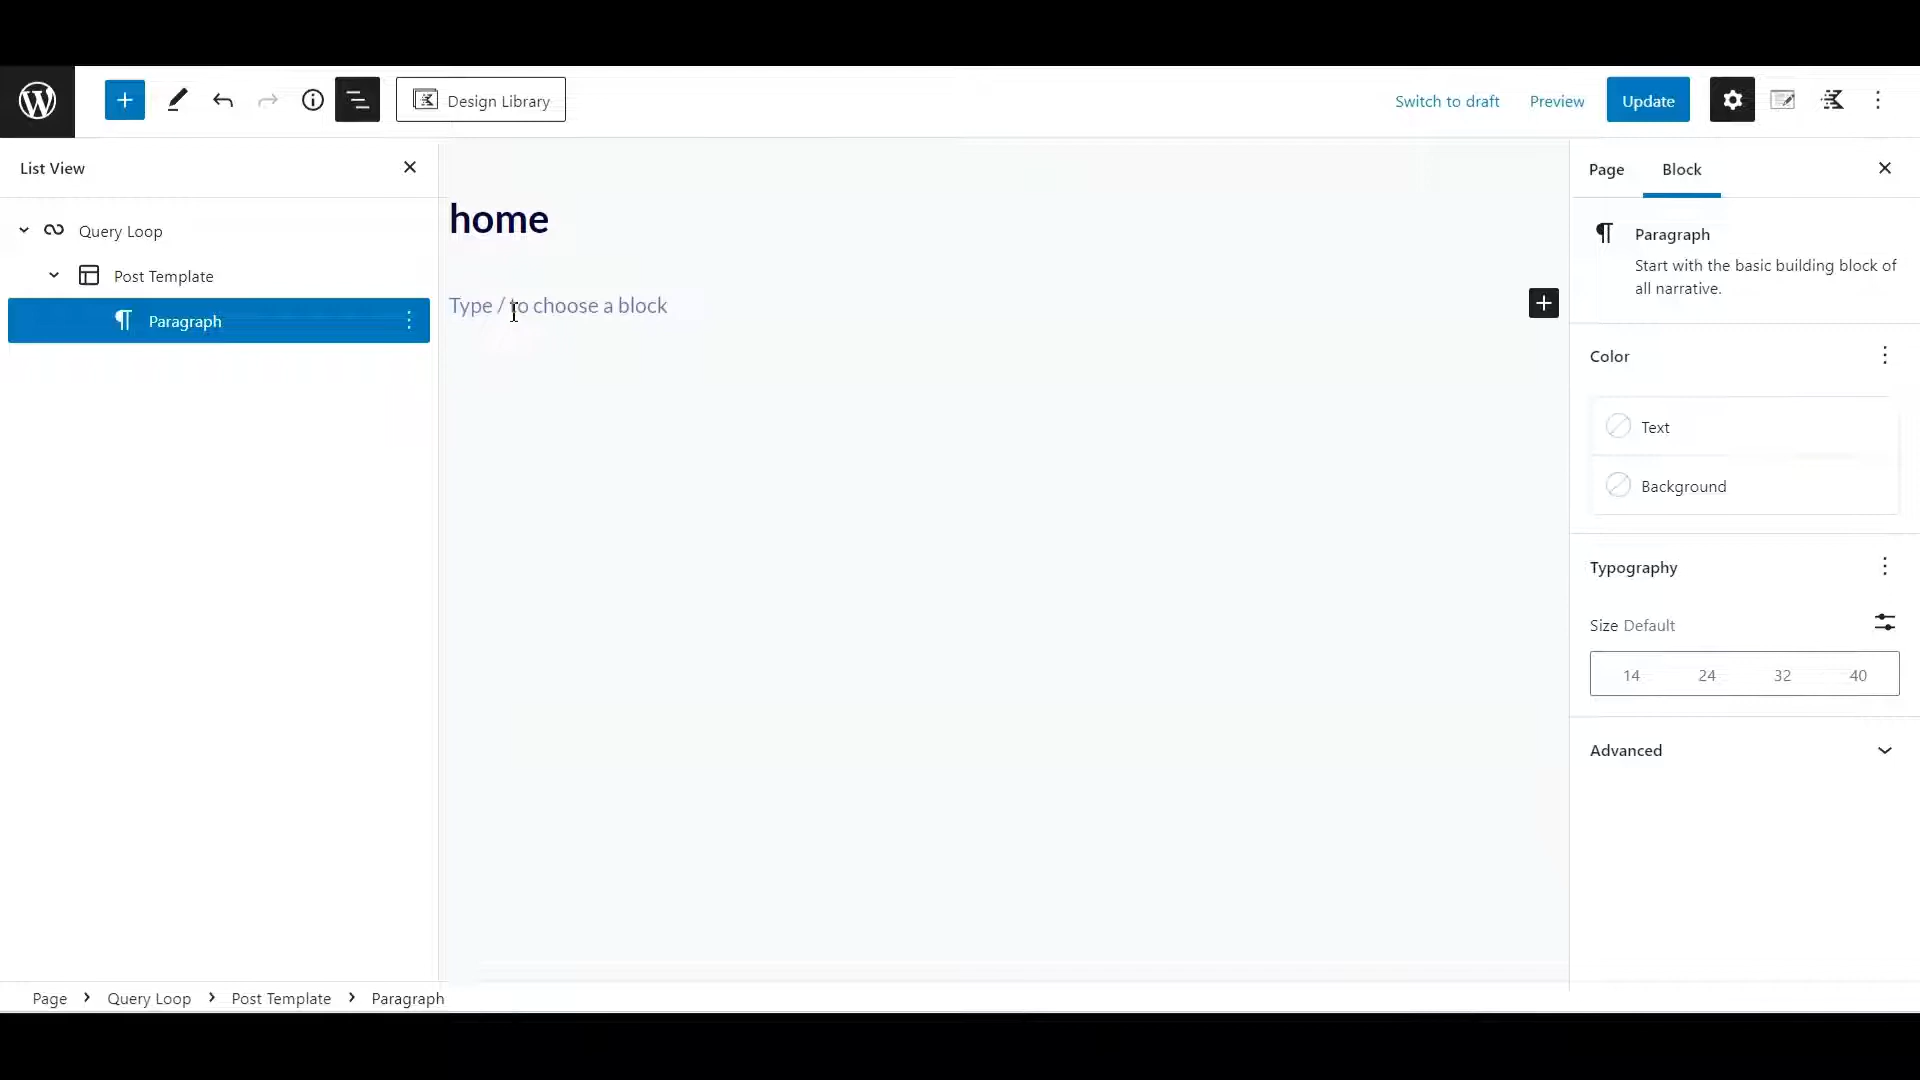 Design Library
Switch to draft
Preview
Update
List View
Query Loop
Post Template
Paragraph
home
Type / to choose a block
Page
Block
Paragraph
Start with the basic building block of
all narrative.
Color
Text
Background
Typography
Size Default
14 24 32 40
Advanced
Page > Query Loop > Post Template > Paragraph